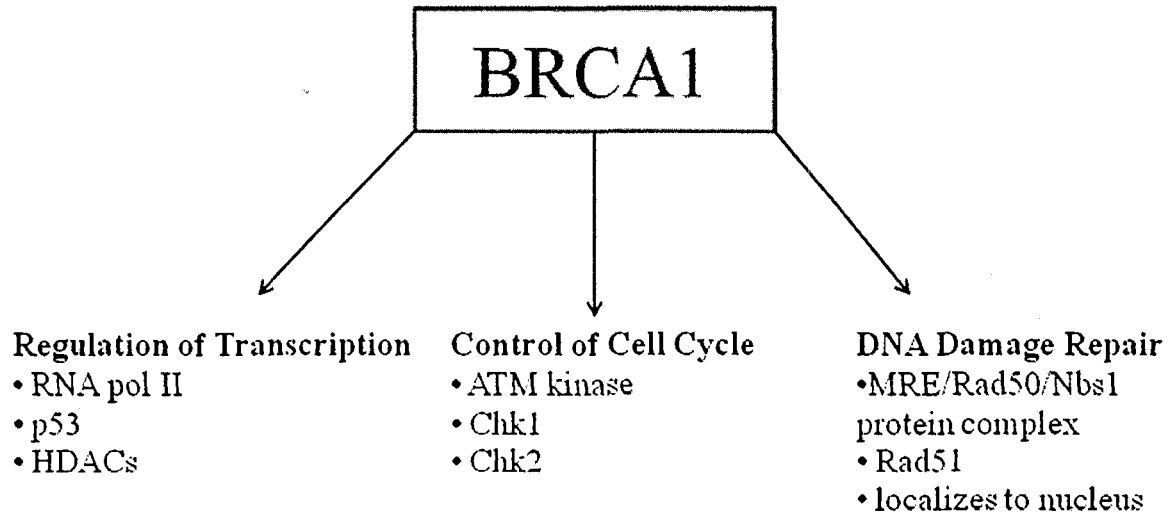 BRCA1
Regulation of Transcription
• RNA pol II
• p53
• HDACs
Control of Cell Cycle
• ATM kinase
• Chk1
• Chk2
DNA Damage Repair
•MRE/Rad50/Nbs1
protein complex
• Rad51
• localizes to nucleus